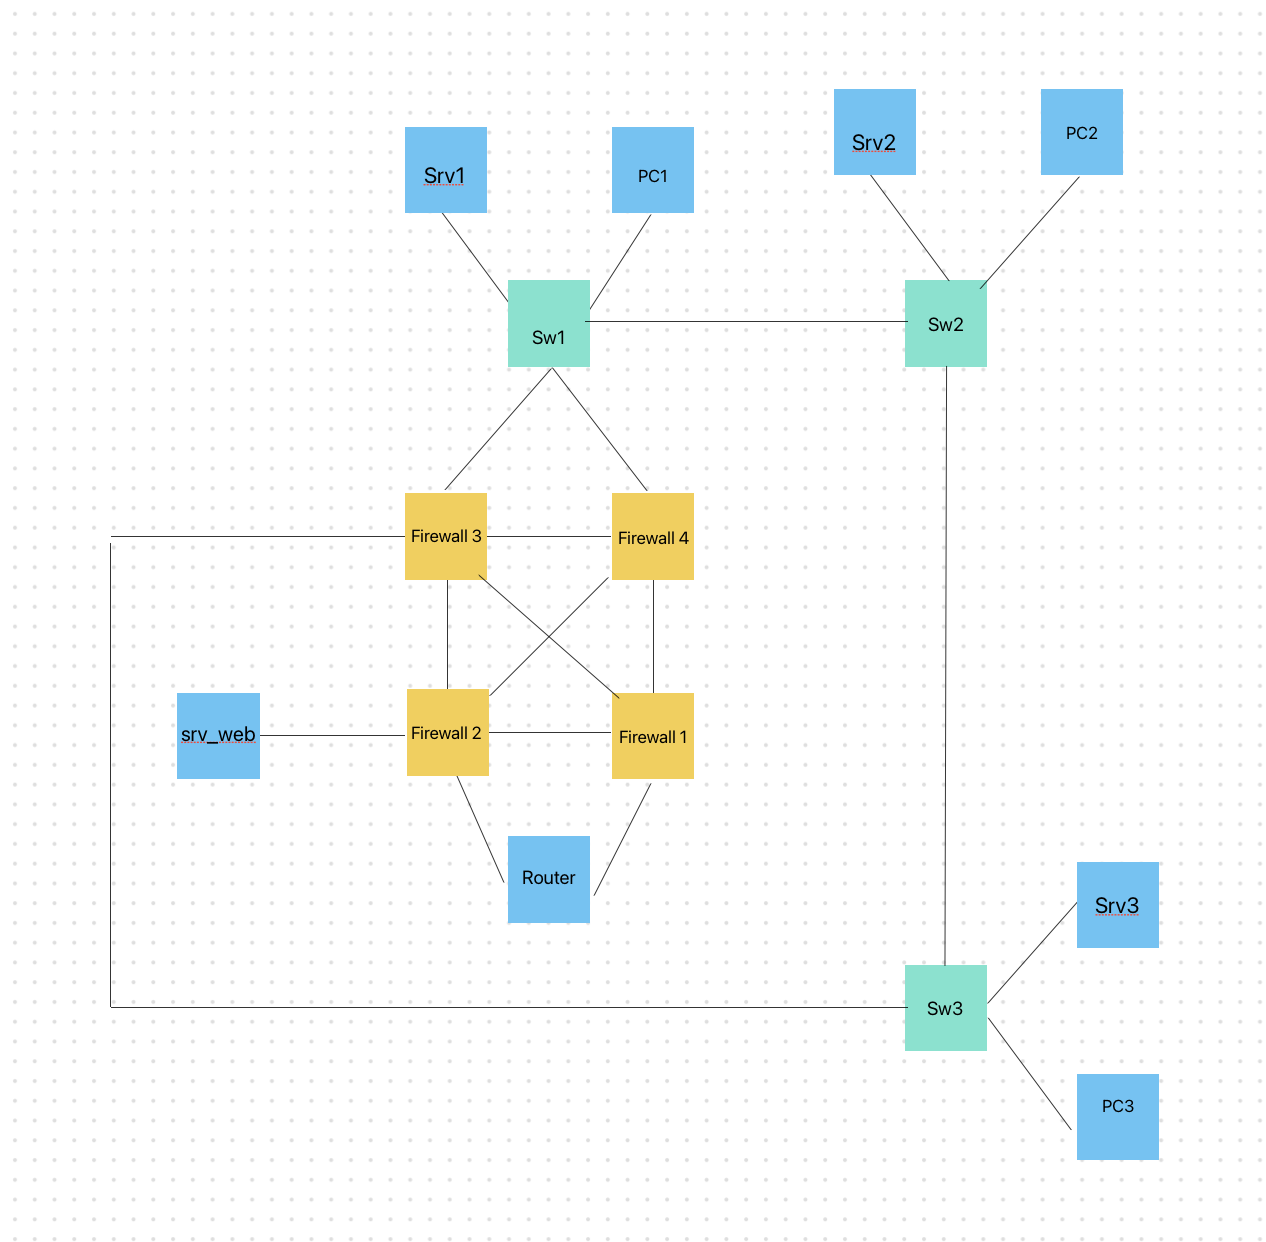 Srv2
PC2
Srv1
PC1
Sw1
Sw2
Firewall 3
Firewall 4
srv_web
Firewall 2
Firewall 1
Router
Srv3
Sw3
PC3